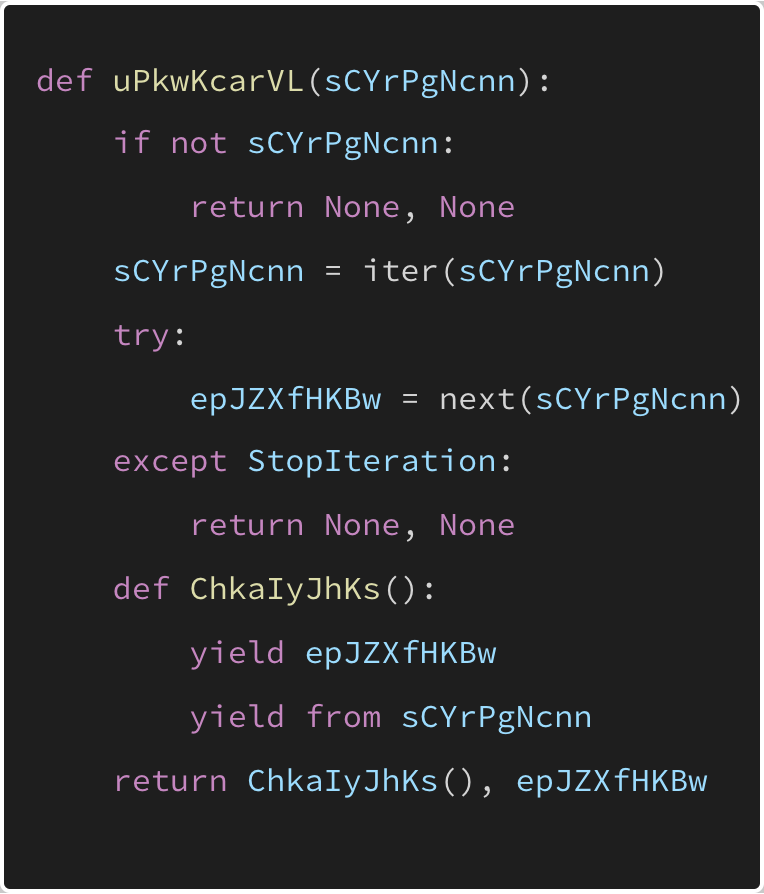 def uPkwKcarVL(sCYrPgNcnn):
    if not sCYrPgNcnn:
        return None, None
    sCYrPgNcnn = iter(sCYrPgNcnn)
    try:
        epJZXfHKBw = next(sCYrPgNcnn)
    except StopIteration:
        return None, None
    def ChkaIyJhKs():
        yield epJZXfHKBw
        yield from sCYrPgNcnn
    return ChkaIyJhKs(), epJZXfHKBw